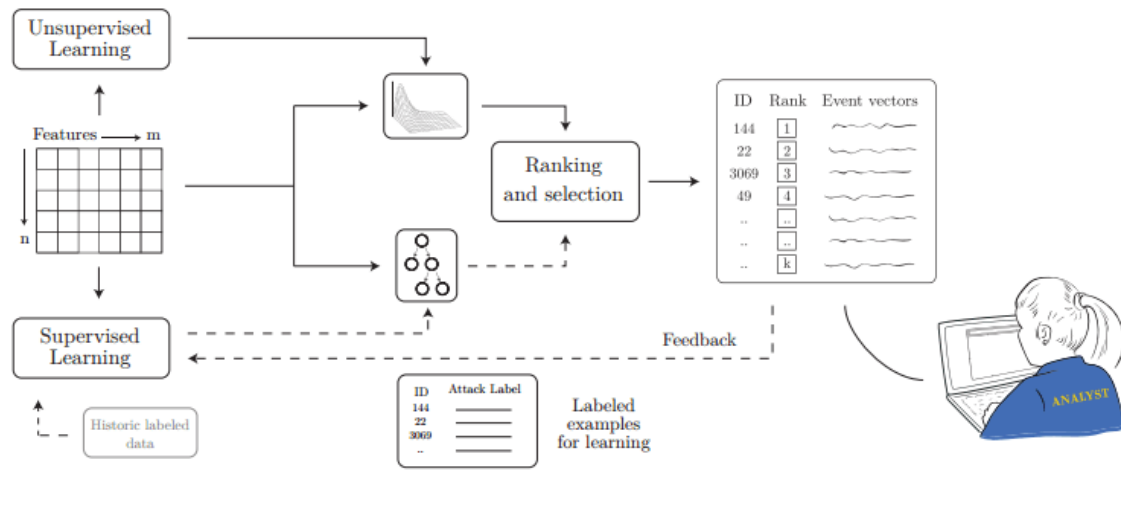 Unsupervised
Learning
Features m
n
Supervised
Learning
Historic labeled
data
Ranking
and selection
ID Rank Event vectors
144 1
22 2
3069 3
49 4
.. ..
.. ..
.. k
Feedback
ID Attack Label
144
22
3069
..
Labeled
examples
for learning
ANALYST